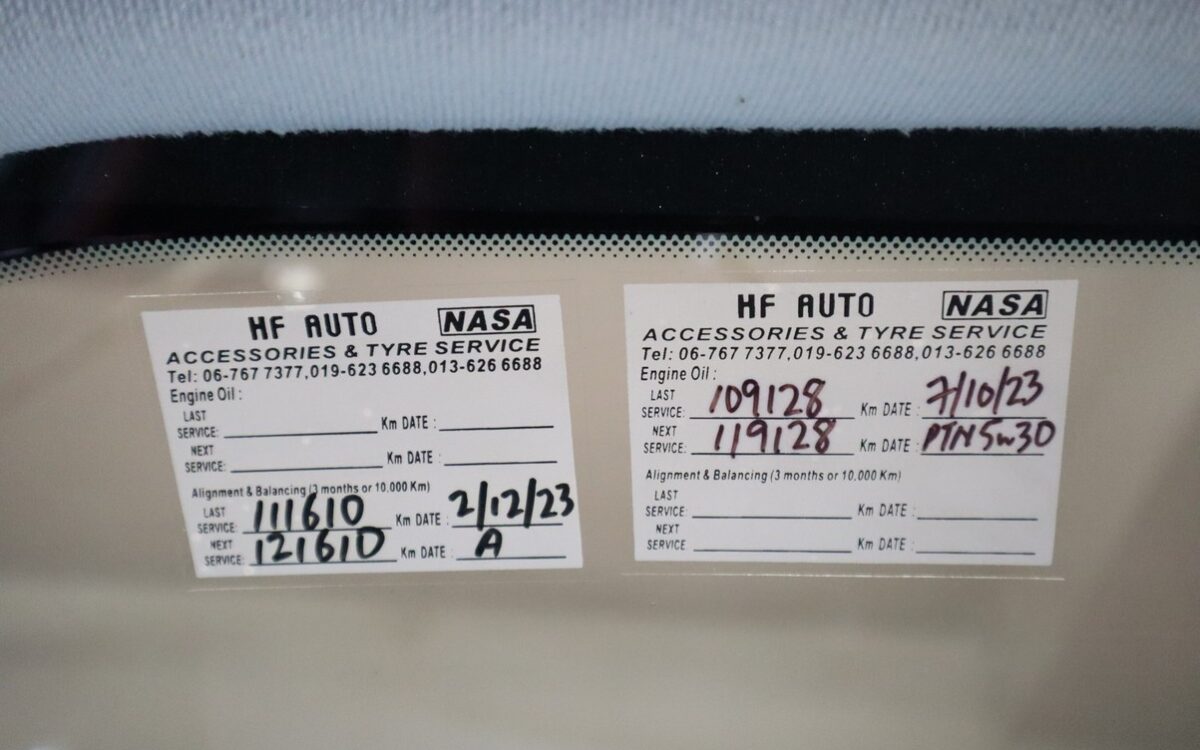 HF AUTO NASA
ACCESSORIES & TYRE SERVICE
Tel: 06-767 7377,019-623 6688,013-626 6688
Engine Oil :
LAST
SERVICE: Km DATE :
NEXT
SERVICE: Km DATE :
Alignment & Balancing (3 months or 10,000 Km)
LAST
SERVICE: 111610 Km DATE : 2/12/23
NEXT
SERVICE: 121610 Km DATE : A
HF AUTO NASA
ACCESSORIES & TYRE SERVICE
Tel: 06-767 7377,019-623 6688,013-626 6688
Engine Oil :
LAST
SERVICE: 109128 Km DATE : 7/10/23
NEXT
SERVICE: 119128 Km DATE : PTN 5w30
Alignment & Balancing (3 months or 10,000 Km)
LAST
SERVICE: Km DATE :
NEXT
SERVICE Km DATE :